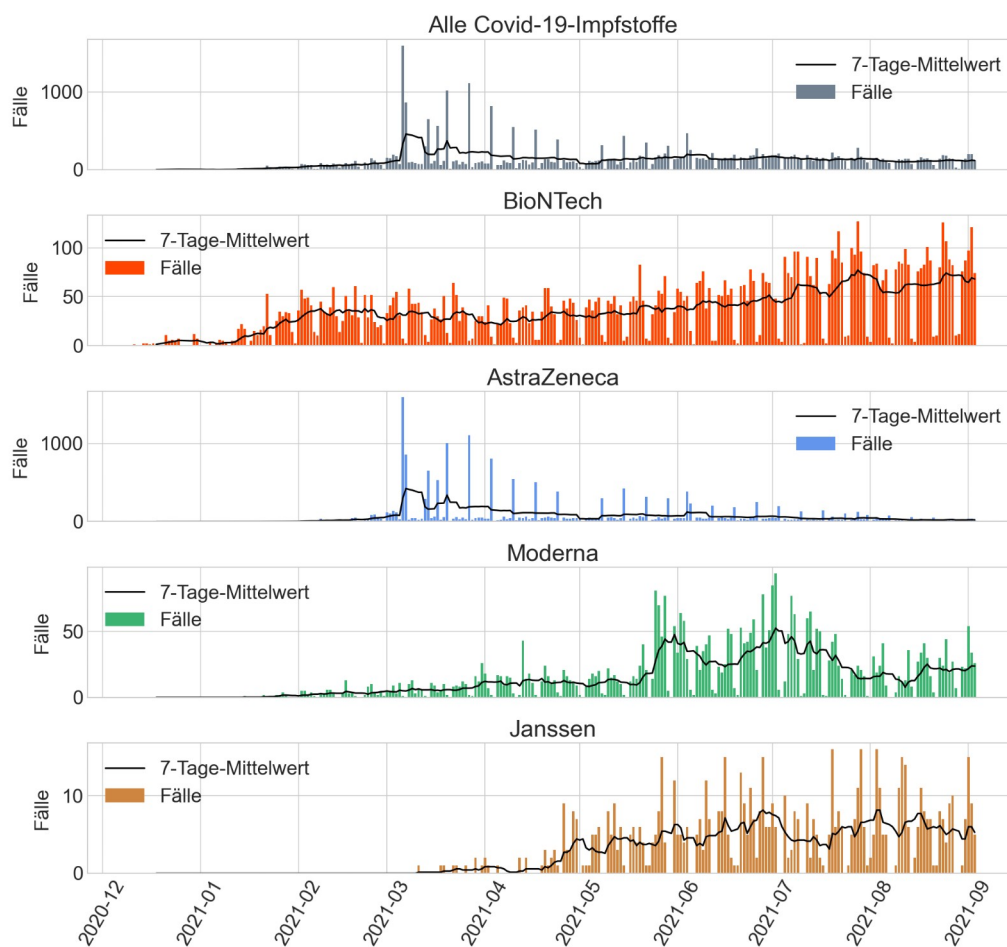 Alle Covid-19-Impfstoffe
Fälle
1000
0
7-Tage-Mittelwert
Fälle
BioNTech
Fälle
100
50
0
7-Tage-Mittelwert
Fälle
AstraZeneca
Fälle
1000
0
7-Tage-Mittelwert
Fälle
Moderna
Fälle
50
0
7-Tage-Mittelwert
Fälle
Janssen
Fälle
10
0
7-Tage-Mittelwert
Fälle
2020-12
2021-01
2021-02
2021-03
2021-04
2021-05
2021-06
2021-07
2021-08
2021-09